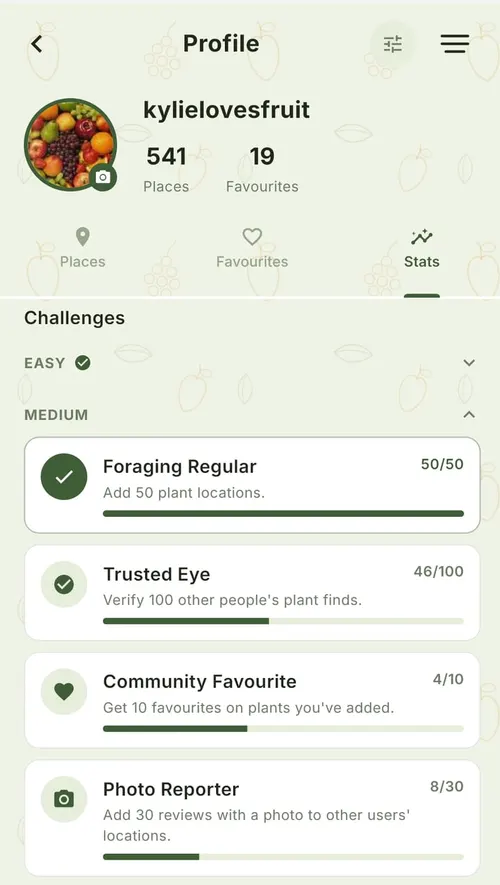 Profile
kylielovesfruit
541 19
Places Favourites
Places Favourites Stats
Challenges
EASY
MEDIUM
Foraging Regular 50/50
Add 50 plant locations.
Trusted Eye 46/100
Verify 100 other people's plant finds.
Community Favourite 4/10
Get 10 favourites on plants you've added.
Photo Reporter 8/30
Add 30 reviews with a photo to other users'
locations.